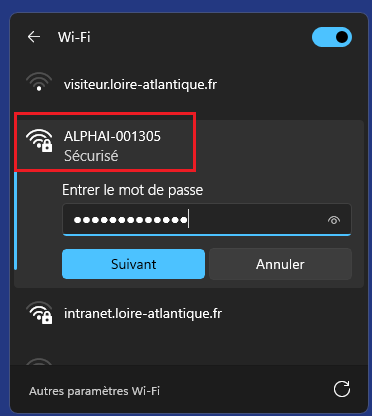 Wi-Fi
visiteur.loire-atlantique.fr
ALPHAI-001305
Sécurisé
Entrer le mot de passe
Suivant Annuler
intranet.loire-atlantique.fr
Autres paramètres Wi-Fi